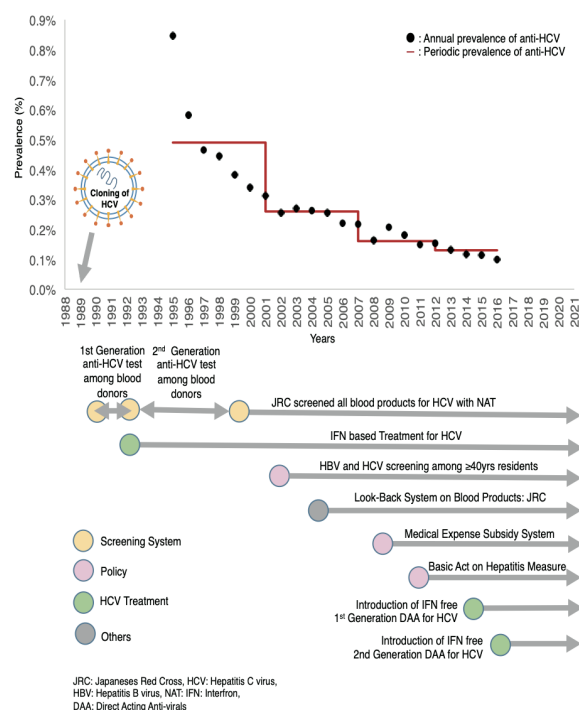 0.9%
0.8%
0.7%
0.6%
0.5%
0.4%
0.3%
0.2%
0.1%
0.0%
Prevalence (%)
: Annual prevalence of anti-HCV
: Periodic prevalence of anti-HCV
Cloning of
HCV
1988
1989
1990
1991
1992
1993
1994
1995
1996
1997
1998
1999
2000
2001
2002
2003
2004
2005
2006
2007
2008
2009
2010
2011
2012
2013
2014
2015
2016
2017
2018
2019
2020
2021
Years
1st Generation
anti-HCV test
among blood
donors
2nd Generation
anti-HCV test
among blood
donors
JRC screened all blood products for HCV with NAT
IFN based Treatment for HCV
HBV and HCV screening among ≥40yrs residents
Look-Back System on Blood Products: JRC
Medical Expense Subsidy System
Basic Act on Hepatitis Measure
Introduction of IFN free
1st Generation DAA for HCV
Introduction of IFN free
2nd Generation DAA for HCV
Screening System
Policy
HCV Treatment
Others
JRC: Japaneses Red Cross, HCV: Hepatitis C virus,
HBV: Hepatitis B virus, NAT: IFN: Interfron,
DAA: Direct Acting Anti-virals